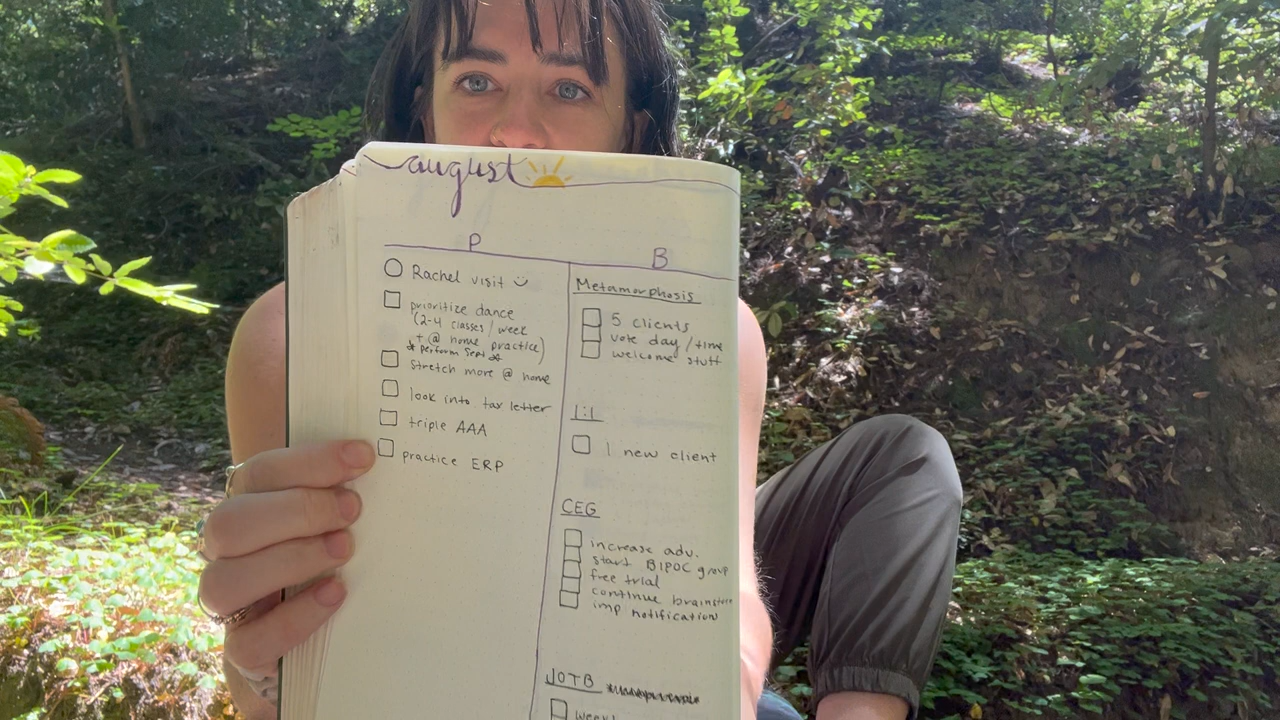 august
P
Rachel visit
prioritize dance
(2-4 classes/week
+ @ home practice)
* perform Sept
stretch more @ home
look into tax letter
triple AAA
practice ERP
B
Metamorphosis
5 clients
vote day/time
welcome stuff
1:1
1 new client
CEG
increase adv.
start BIPOC group
free trial
continue brainstorm
imp notification
JOTB